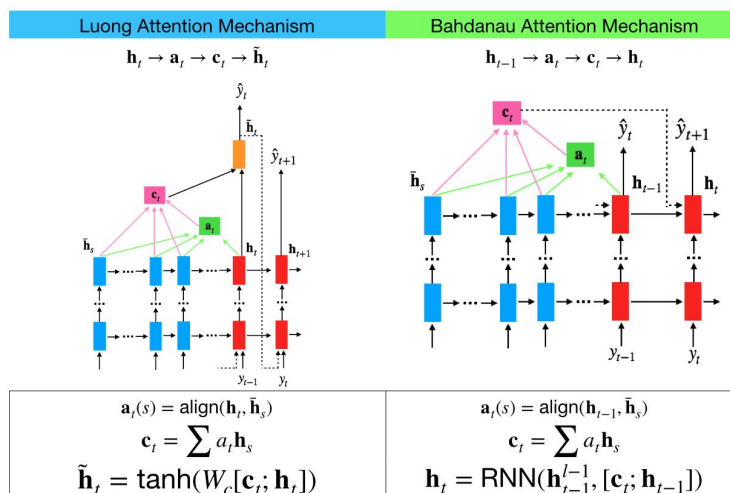 Luong Attention Mechanism
h_t → a_t → c_t → h̃_t
ŷ_t
h̃_t
ŷ_{t+1}
c_t
a_t
h̄_s
h_t
h_{t+1}
...
...
...
...
...
...
...
...
y_{t-1}
y_t
a_t(s) = align(h_t, h̄_s)
c_t = ∑ a_t h_s
h̃_t = tanh(W_c[c_t; h_t])
Bahdanau Attention Mechanism
h_{t-1} → a_t → c_t → h_t
c_t
ŷ_t
ŷ_{t+1}
a_t
h̄_s
h_{t-1}
h_t
...
...
...
...
...
...
...
...
y_{t-1}
y_t
a_t(s) = align(h_{t-1}, h̄_s)
c_t = ∑ a_t h_s
h_t = RNN(h_{t-1}^{l-1}, [c_t; h_{t-1}])